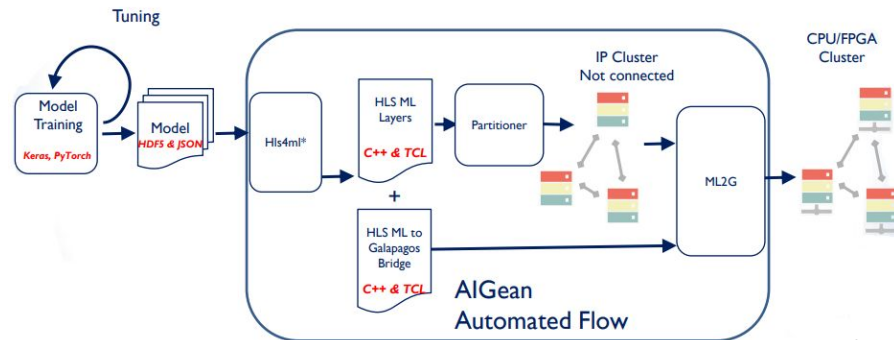 Tuning
Model
Training
Keras, PyTorch
Model
HDFS & JSON
Hls4ml*
HLS ML
Layers
C++ & TCL
+
HLS ML to
Galapagos
Bridge
C++ & TCL
Partitioner
IP Cluster
Not connected
ML2G
CPU/FPGA
Cluster
AIGean
Automated Flow